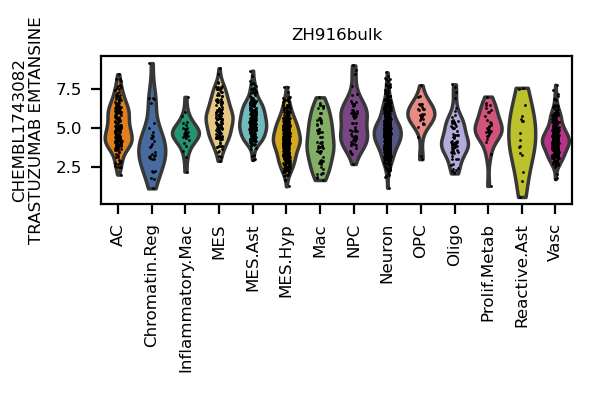 ZH916bulk
CHEMBL1743082
TRASTUZUMAB EMTANSINE
7.5
5.0
2.5
AC
Chromatin.Reg
Inflammatory.Mac
MES
MES.Ast
MES.Hyp
Mac
NPC
Neuron
OPC
Oligo
Prolif.Metab
Reactive.Ast
Vasc